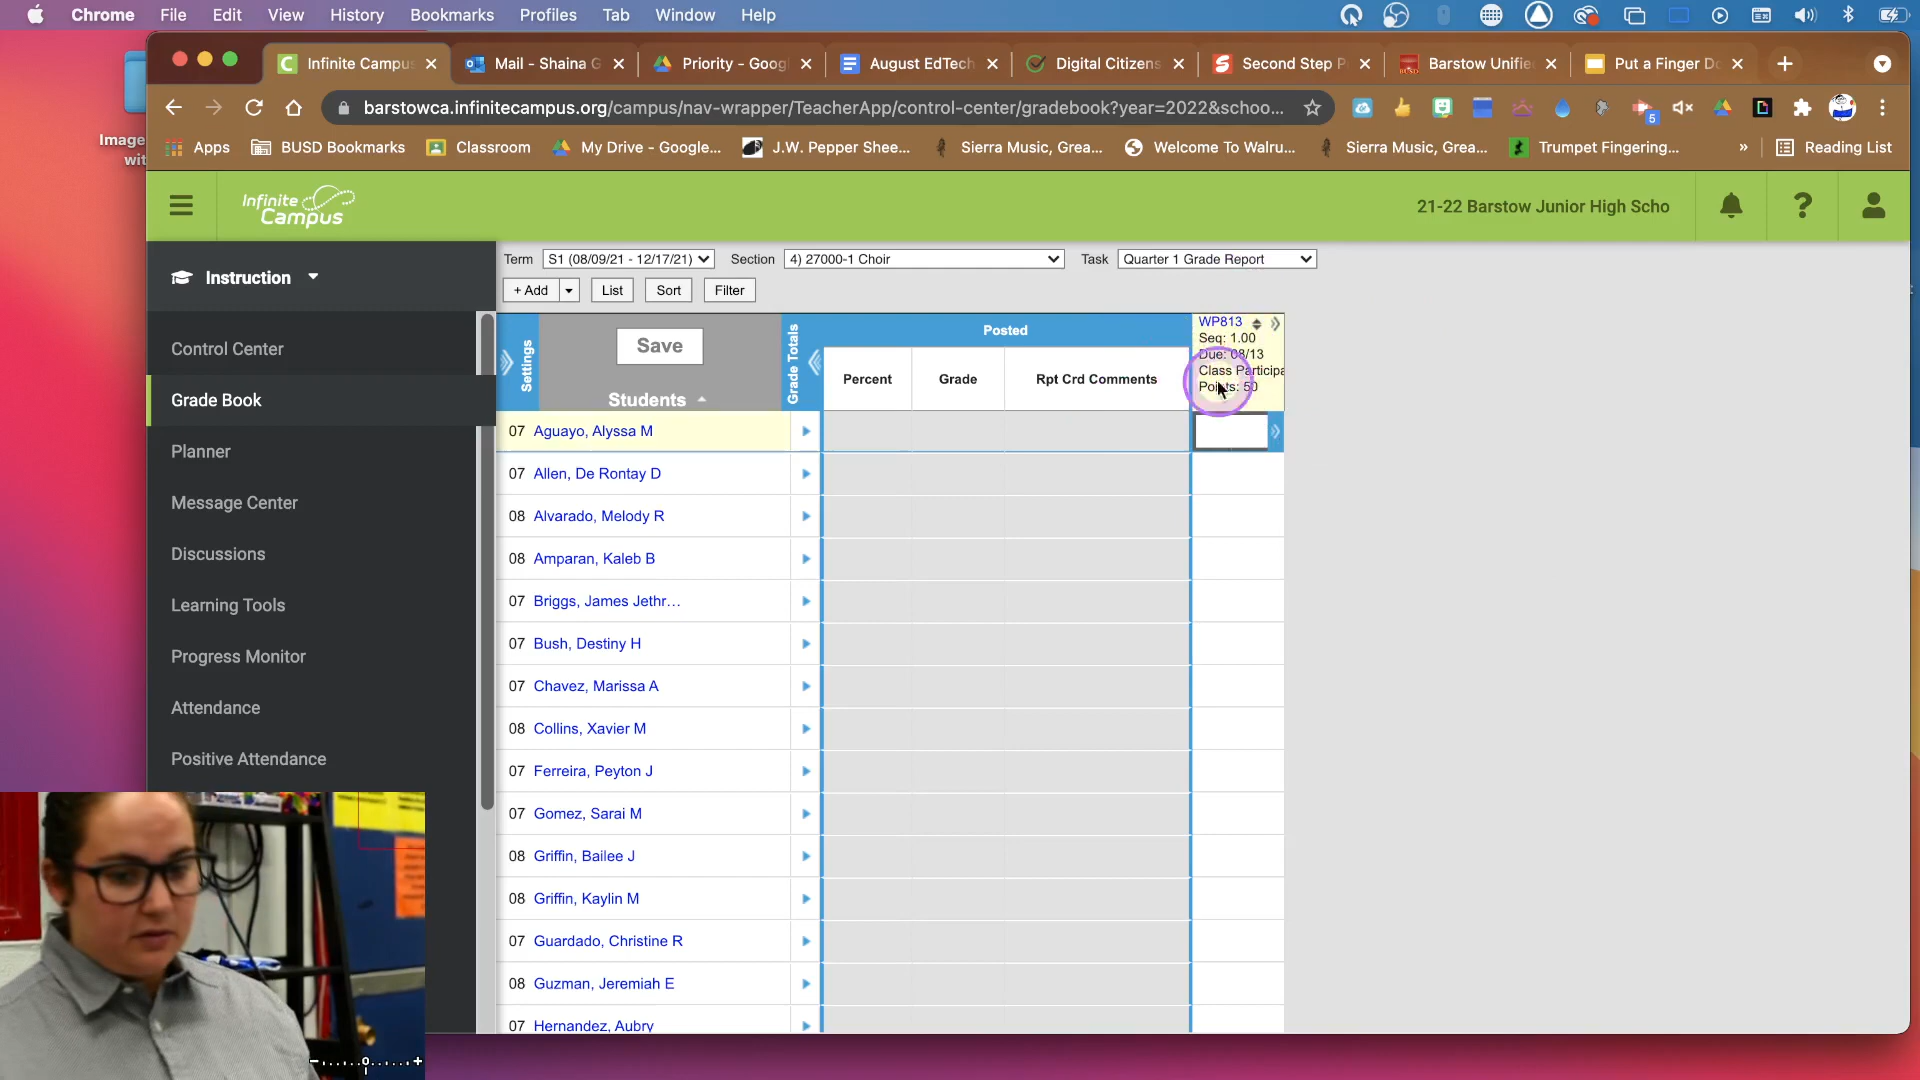 Chrome File Edit View History Bookmarks Profiles Tab Window Help
Infinite Campus
Mail - Shaina G
Priority - Googl
August EdTech
Digital Citizens
Second Step P
Barstow Unifie
Put a Finger Do
barstowca.infinitecampus.org/campus/nav-wrapper/TeacherApp/control-center/gradebook?year=2022&schoo...
5
Image
wit
Apps BUSD Bookmarks Classroom My Drive - Google... J.W. Pepper Shee... Sierra Music, Grea... Welcome To Walru... Sierra Music, Grea... Trumpet Fingering... » Reading List
Infinite Campus
21-22 Barstow Junior High Scho
?
Instruction
Control Center
Grade Book
Planner
Message Center
Discussions
Learning Tools
Progress Monitor
Attendance
Positive Attendance
Term S1 (08/09/21 - 12/17/21) Section 4) 27000-1 Choir Task Quarter 1 Grade Report
+ Add List Sort Filter
Settings
Save
Students
Grade Totals
Posted
Percent Grade Rpt Crd Comments
WP813
Seq: 1.00
Due: 08/13
Class Participa
Points: 50
07 Aguayo, Alyssa M
07 Allen, De Rontay D
08 Alvarado, Melody R
08 Amparan, Kaleb B
07 Briggs, James Jethr...
07 Bush, Destiny H
07 Chavez, Marissa A
08 Collins, Xavier M
07 Ferreira, Peyton J
07 Gomez, Sarai M
08 Griffin, Bailee J
08 Griffin, Kaylin M
07 Guardado, Christine R
08 Guzman, Jeremiah E
07 Hernandez, Aubry